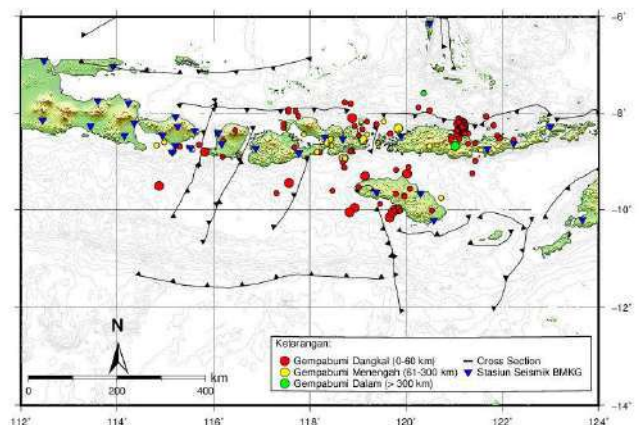 −6°
−8°
−10°
N
−12°
Keterangan:
Gempabumi Dangkal (0-60 km)
Cross Section
Gempabumi Menengah (61-300 km)
Stasiun Seismik BMKG
km
Gempabumi Dalam (> 300 km)
0 200 400
−14°
112° 114° 116° 118° 120° 122° 124°